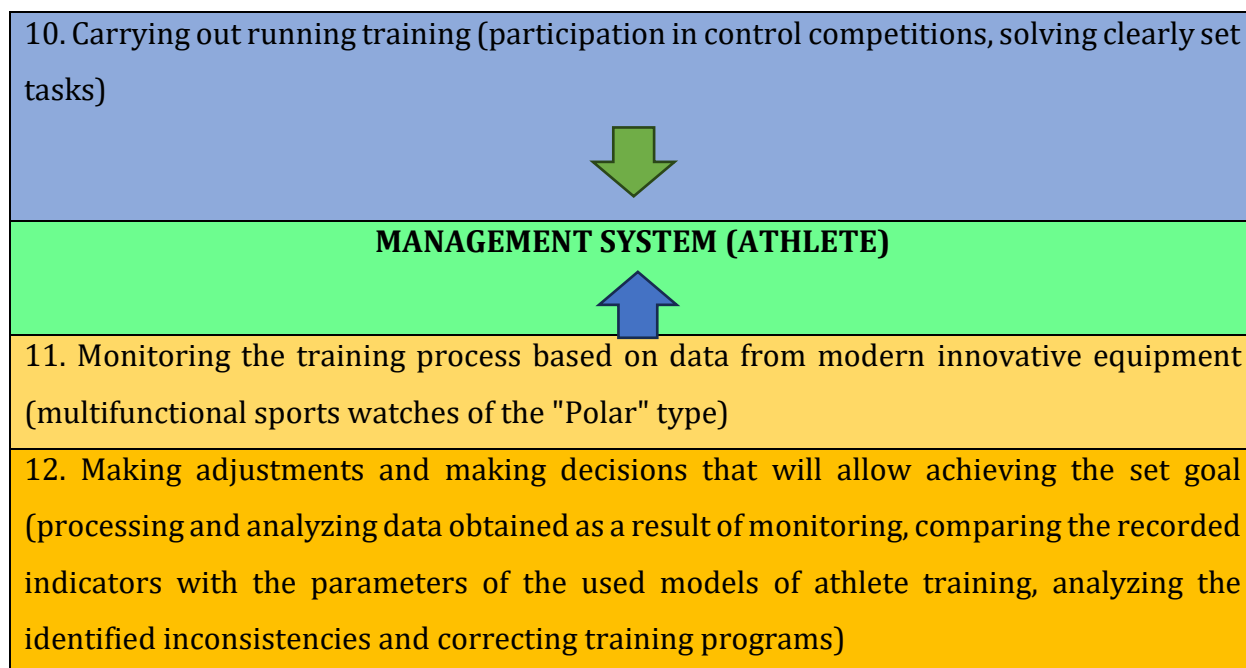 10. Carrying out running training (participation in control competitions, solving clearly set
tasks)
MANAGEMENT SYSTEM (ATHLETE)
11. Monitoring the training process based on data from modern innovative equipment
(multifunctional sports watches of the "Polar" type)
12. Making adjustments and making decisions that will allow achieving the set goal
(processing and analyzing data obtained as a result of monitoring, comparing the recorded
indicators with the parameters of the used models of athlete training, analyzing the
identified inconsistencies and correcting training programs)